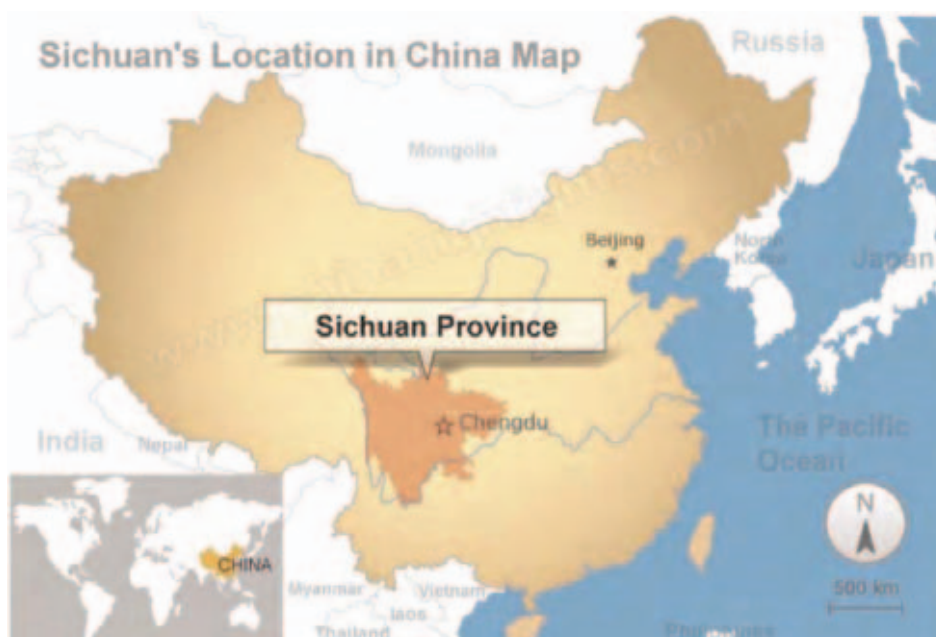 Sichuan's Location in China Map
Russia
Mongolia
Beijing
North
Korea
Japan
Sichuan Province
Chengdu
India
Nepal
The Pacific
Ocean
N
CHINA
500 km
Myanmar
Vietnam
laos
Thailand
Philippines